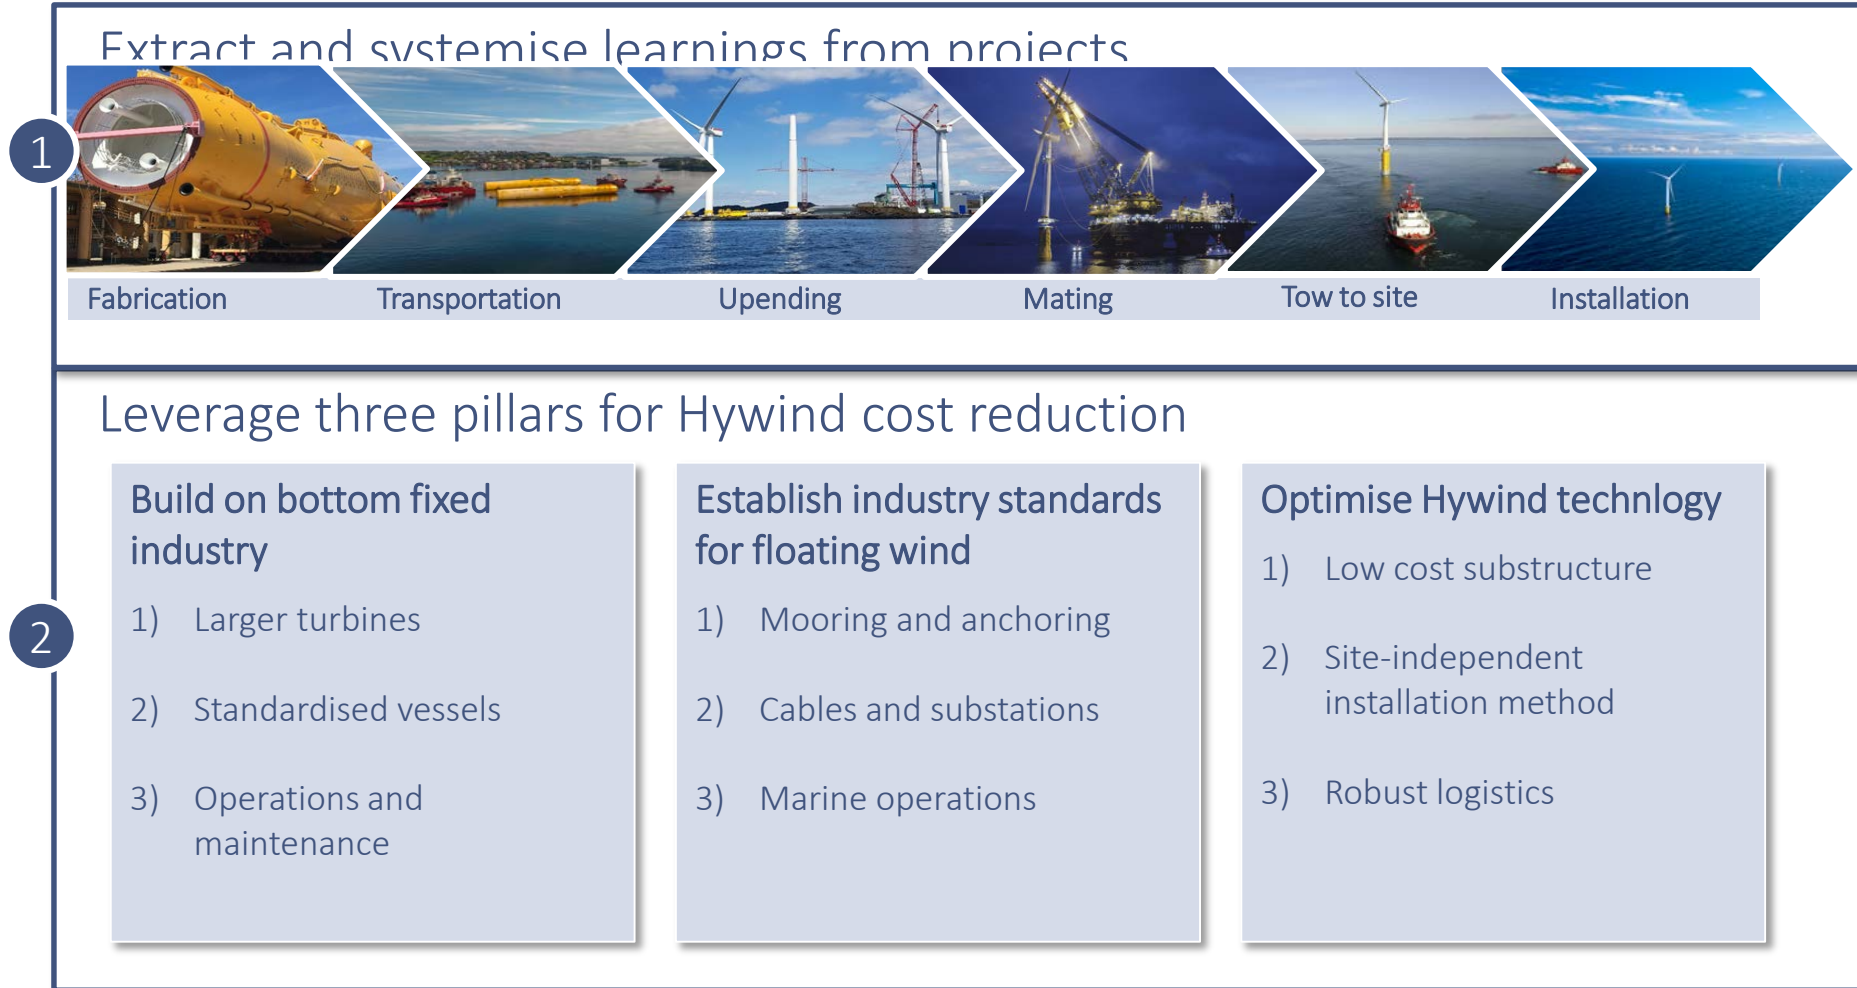 Extract and systemise learnings from projects
1
Fabrication
Transportation
Upending
Mating
Tow to site
Installation
Leverage three pillars for Hywind cost reduction
2
Build on bottom fixed
industry
1) Larger turbines
2) Standardised vessels
3) Operations and
maintenance
Establish industry standards
for floating wind
1) Mooring and anchoring
2) Cables and substations
3) Marine operations
Optimise Hywind technlogy
1) Low cost substructure
2) Site-independent
installation method
3) Robust logistics